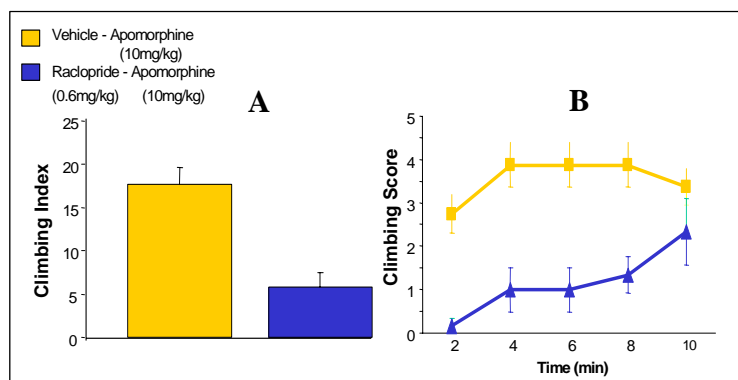 Vehicle - Apomorphine
(10mg/kg)
Raclopride - Apomorphine
(0.6mg/kg) (10mg/kg)
A
B
Climbing Index
25
20
15
10
5
0
Climbing Score
5
4
3
2
1
0
2 4 6 8 10
Time (min)